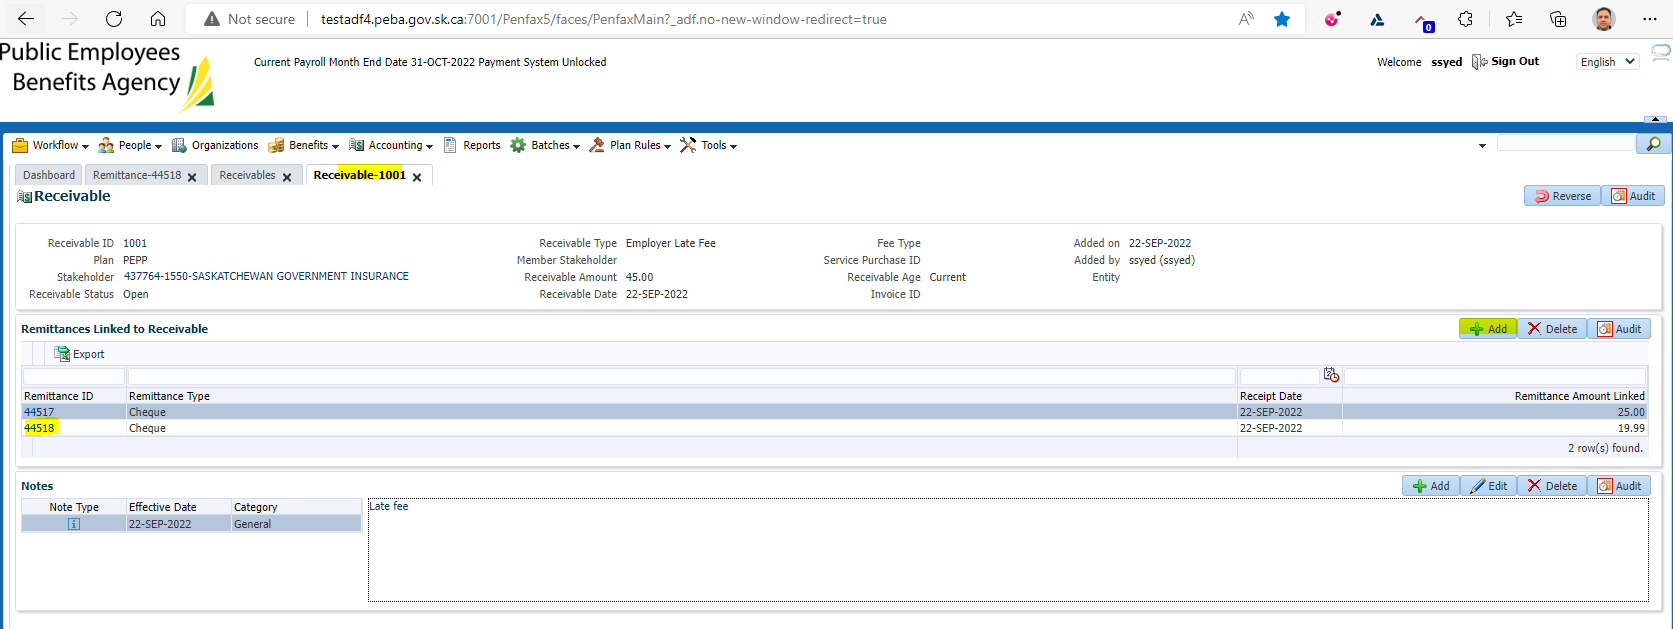 Not secure testadf4.peba.gov.sk.ca:7001/Penfax5/faces/PenfaxMain?_adf.no-new-window-redirect=true
0
Public Employees
Benefits Agency
Current Payroll Month End Date 31-OCT-2022 Payment System Unlocked
Welcome ssyed Sign Out English
Workflow People Organizations Benefits Accounting Reports Batches Plan Rules Tools
Dashboard Remittance-44518 Receivables Receivable-1001
Receivable Reverse Audit
Receivable ID 1001 Receivable Type Employer Late Fee Fee Type Added on 22-SEP-2022
Plan PEPP Member Stakeholder Service Purchase ID Added by ssyed (ssyed)
Stakeholder 437764-1550-SASKATCHEWAN GOVERNMENT INSURANCE Receivable Amount 45.00 Receivable Age Current Entity
Receivable Status Open Receivable Date 22-SEP-2022 Invoice ID
Remittances Linked to Receivable Add Delete Audit
Export
Remittance ID Remittance Type Receipt Date Remittance Amount Linked
44517 Cheque 22-SEP-2022 25.00
44518 Cheque 22-SEP-2022 19.99
2 row(s) found.
Notes Add Edit Delete Audit
Note Type Effective Date Category Late fee
22-SEP-2022 General